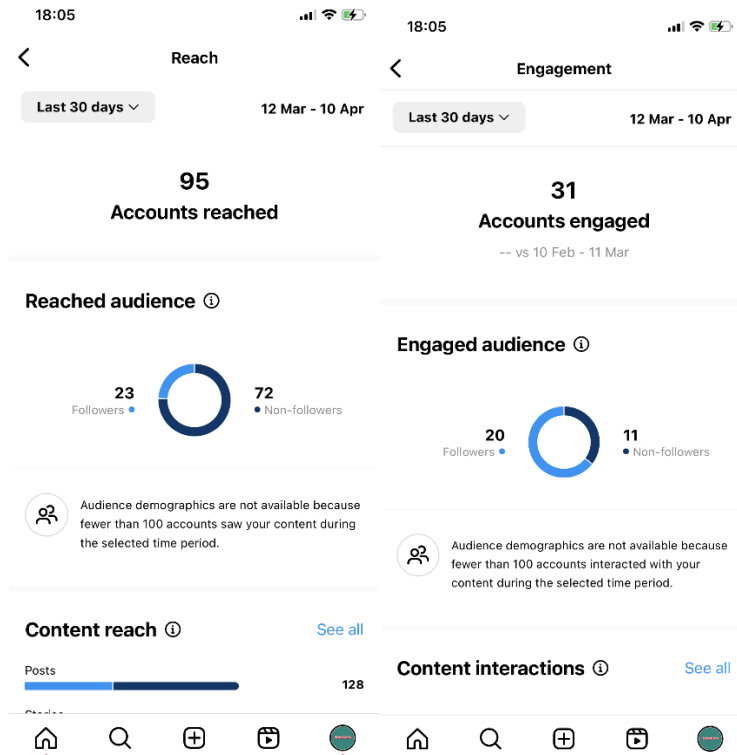 18:05
Reach
Last 30 days
12 Mar - 10 Apr
95
Accounts reached
Reached audience
23
Followers
72
Non-followers
Audience demographics are not available because
fewer than 100 accounts saw your content during
the selected time period.
Content reach
See all
Posts
128
18:05
Engagement
Last 30 days
12 Mar - 10 Apr
31
Accounts engaged
-- vs 10 Feb - 11 Mar
Engaged audience
20
Followers
11
Non-followers
Audience demographics are not available because
fewer than 100 accounts interacted with your
content during the selected time period.
Content interactions
See all